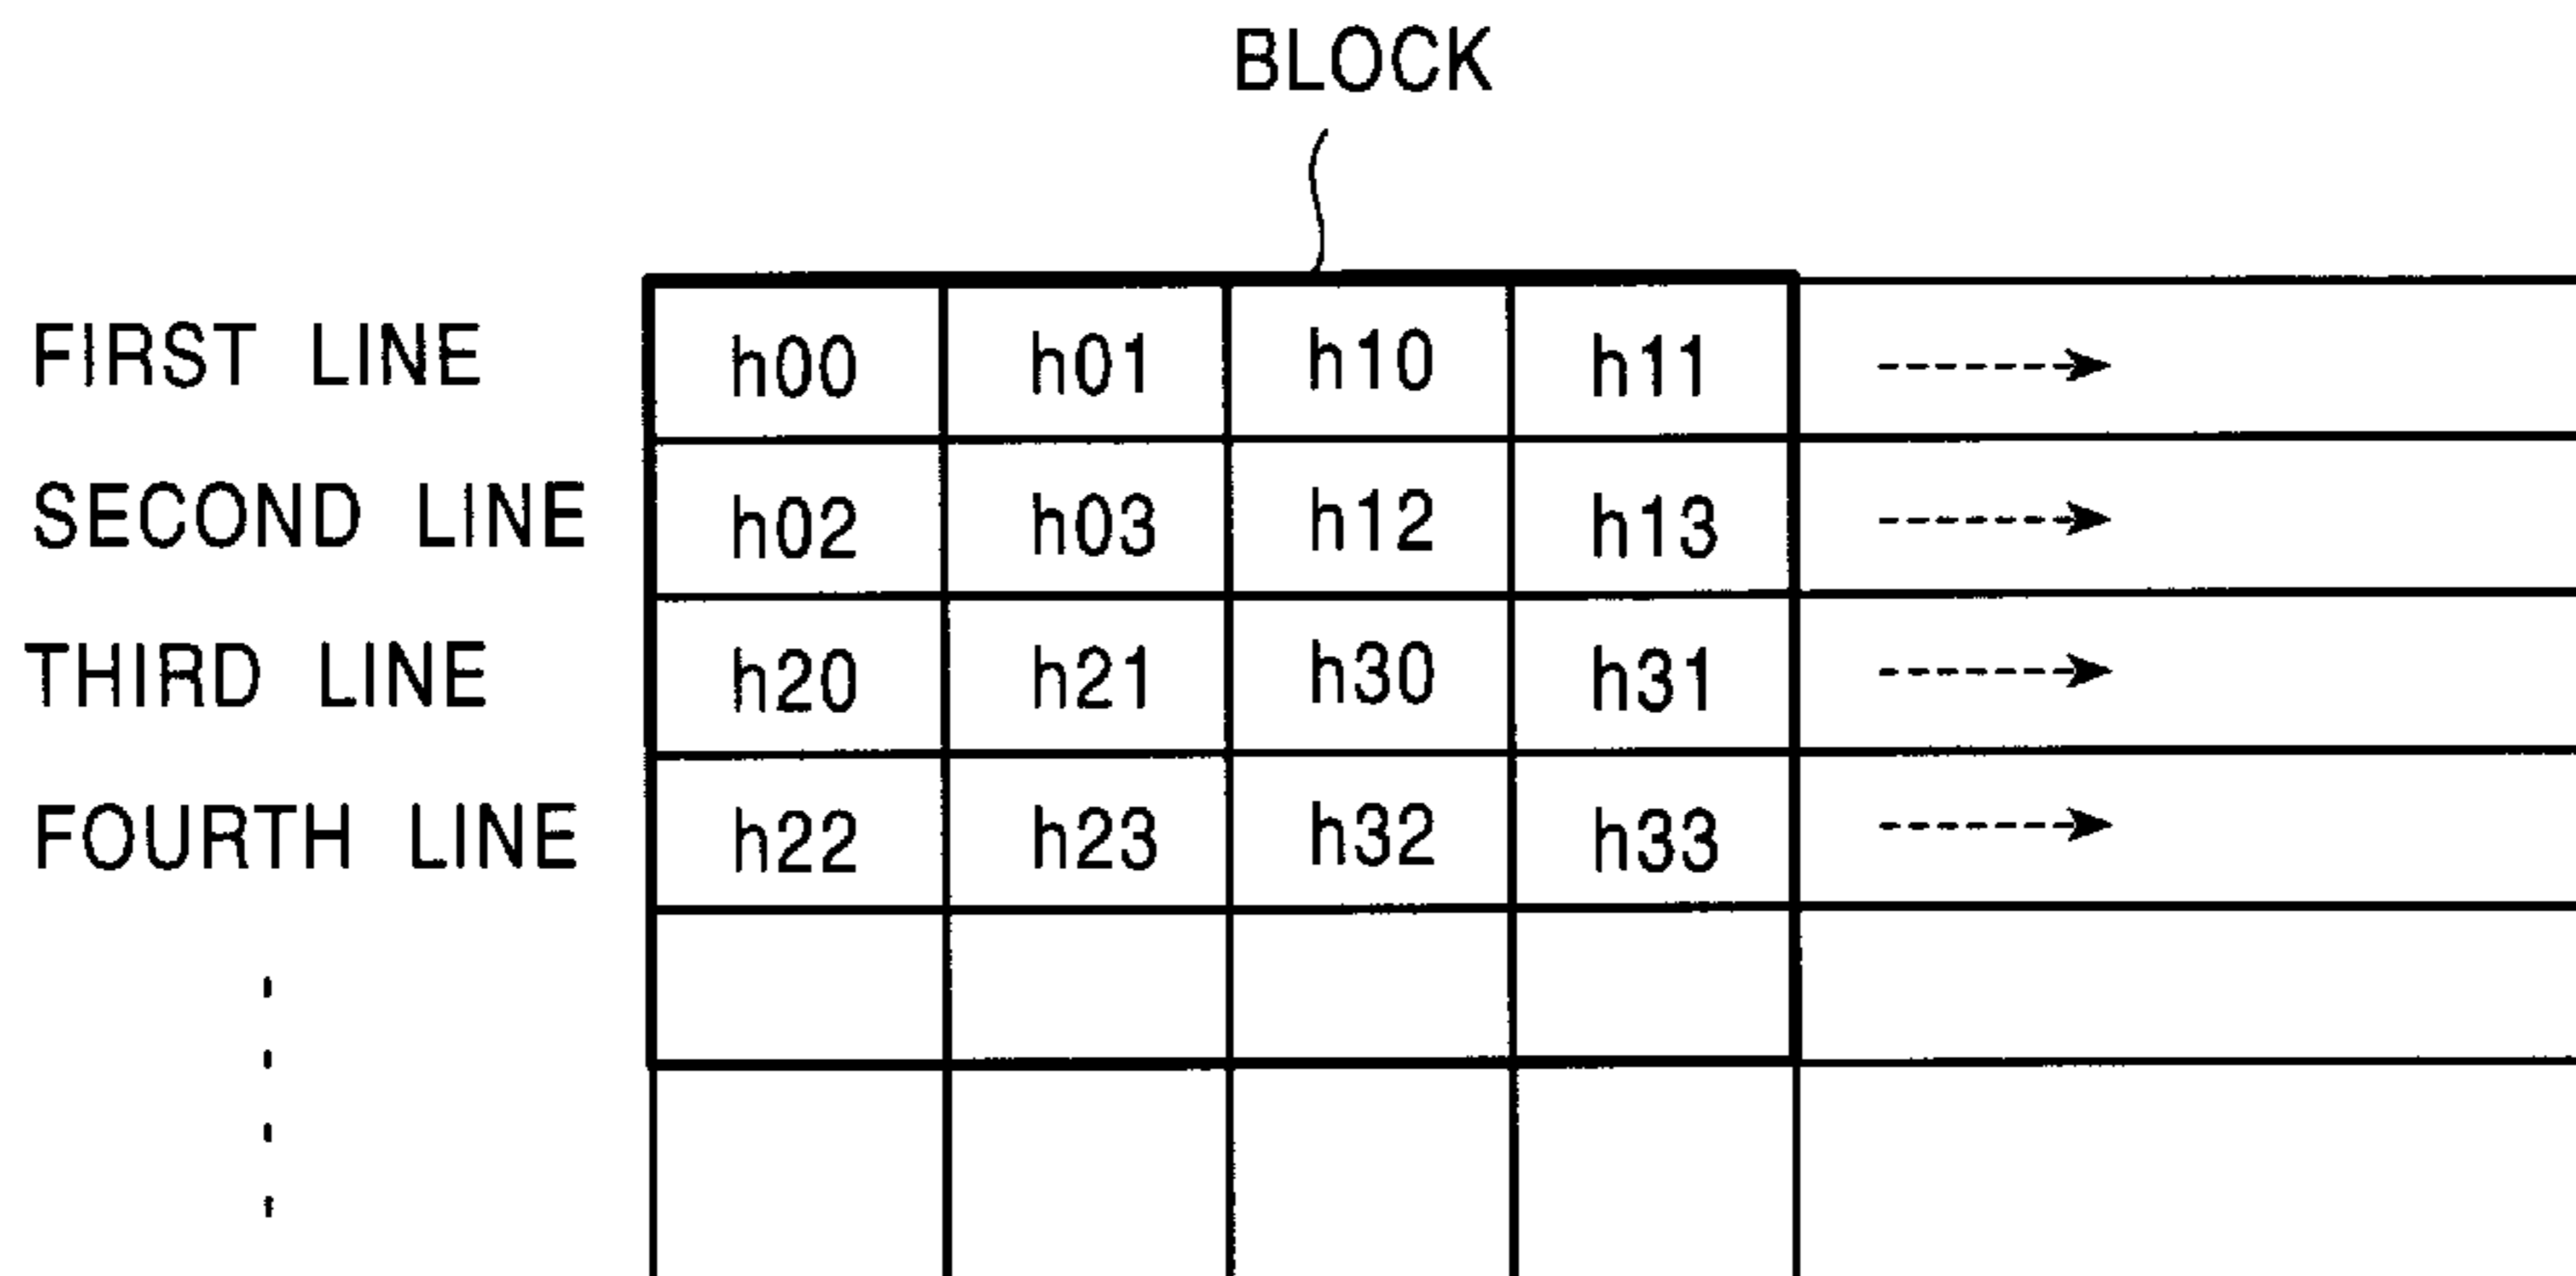 BLOCK
FIRST LINE h00 h01 h10 h11
SECOND LINE h02 h03 h12 h13
THIRD LINE h20 h21 h30 h31
FOURTH LINE h22 h23 h32 h33